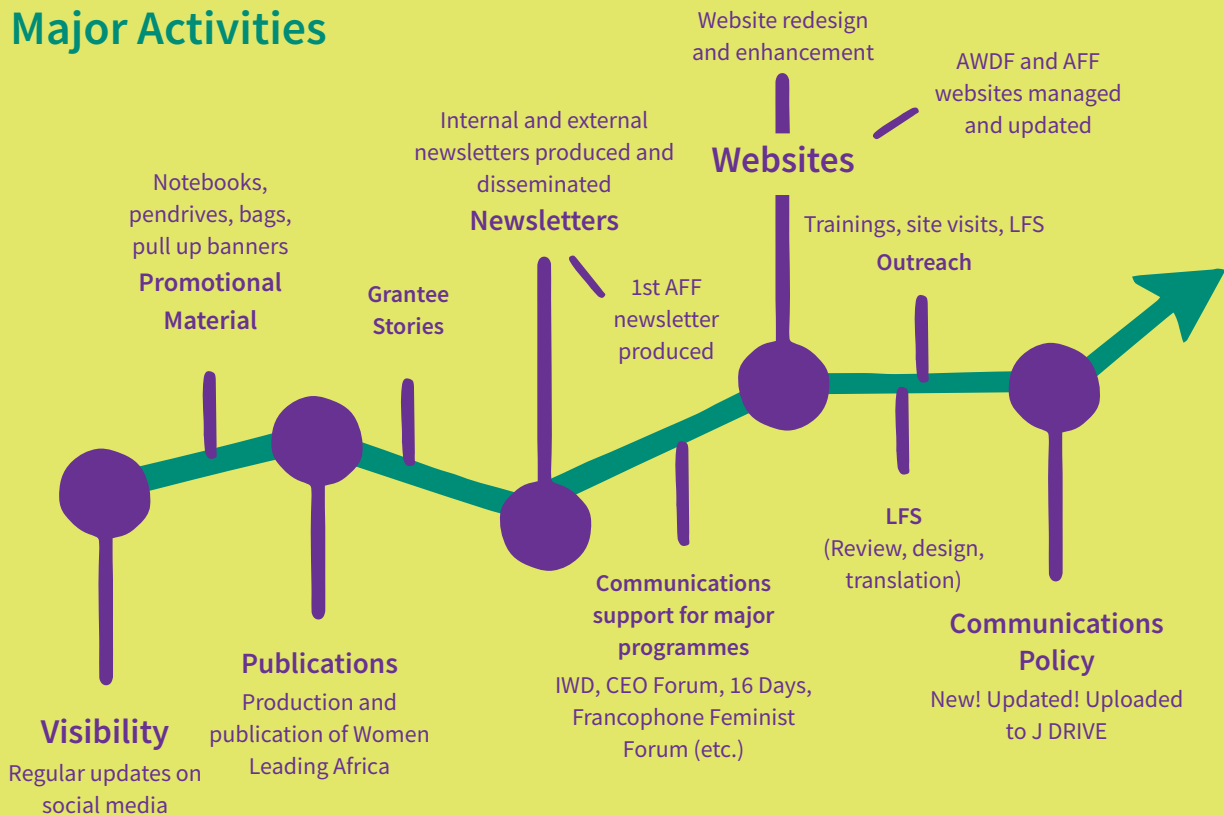 Major Activities
Visibility
Regular updates on
social media
Notebooks,
pendrives, bags,
pull up banners
Promotional
Material
Publications
Production and
publication of Women
Leading Africa
Grantee
Stories
Internal and external
newsletters produced and
disseminated
Newsletters
1st AFF
newsletter
produced
Communications
support for major
programmes
IWD, CEO Forum, 16 Days,
Francophone Feminist
Forum (etc.)
Website redesign
and enhancement
Websites
AWDF and AFF
websites managed
and updated
Trainings, site visits, LFS
Outreach
LFS
(Review, design,
translation)
Communications
Policy
New! Updated! Uploaded
to J DRIVE